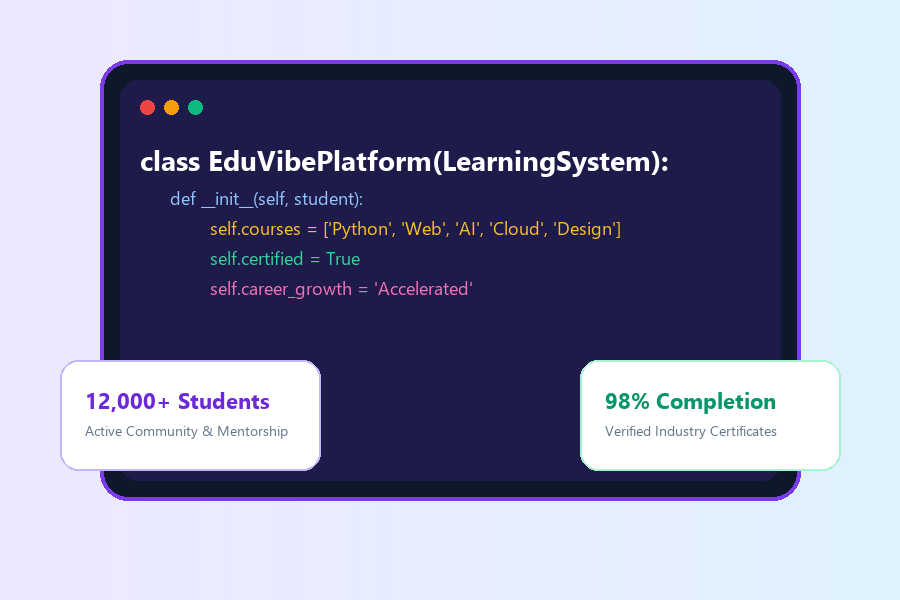 class EduVibePlatform(LearningSystem):
def __init__(self, student):
self.courses = ['Python', 'Web', 'AI', 'Cloud', 'Design']
self.certified = True
self.career_growth = 'Accelerated'
12,000+ Students
Active Community & Mentorship
98% Completion
Verified Industry Certificates